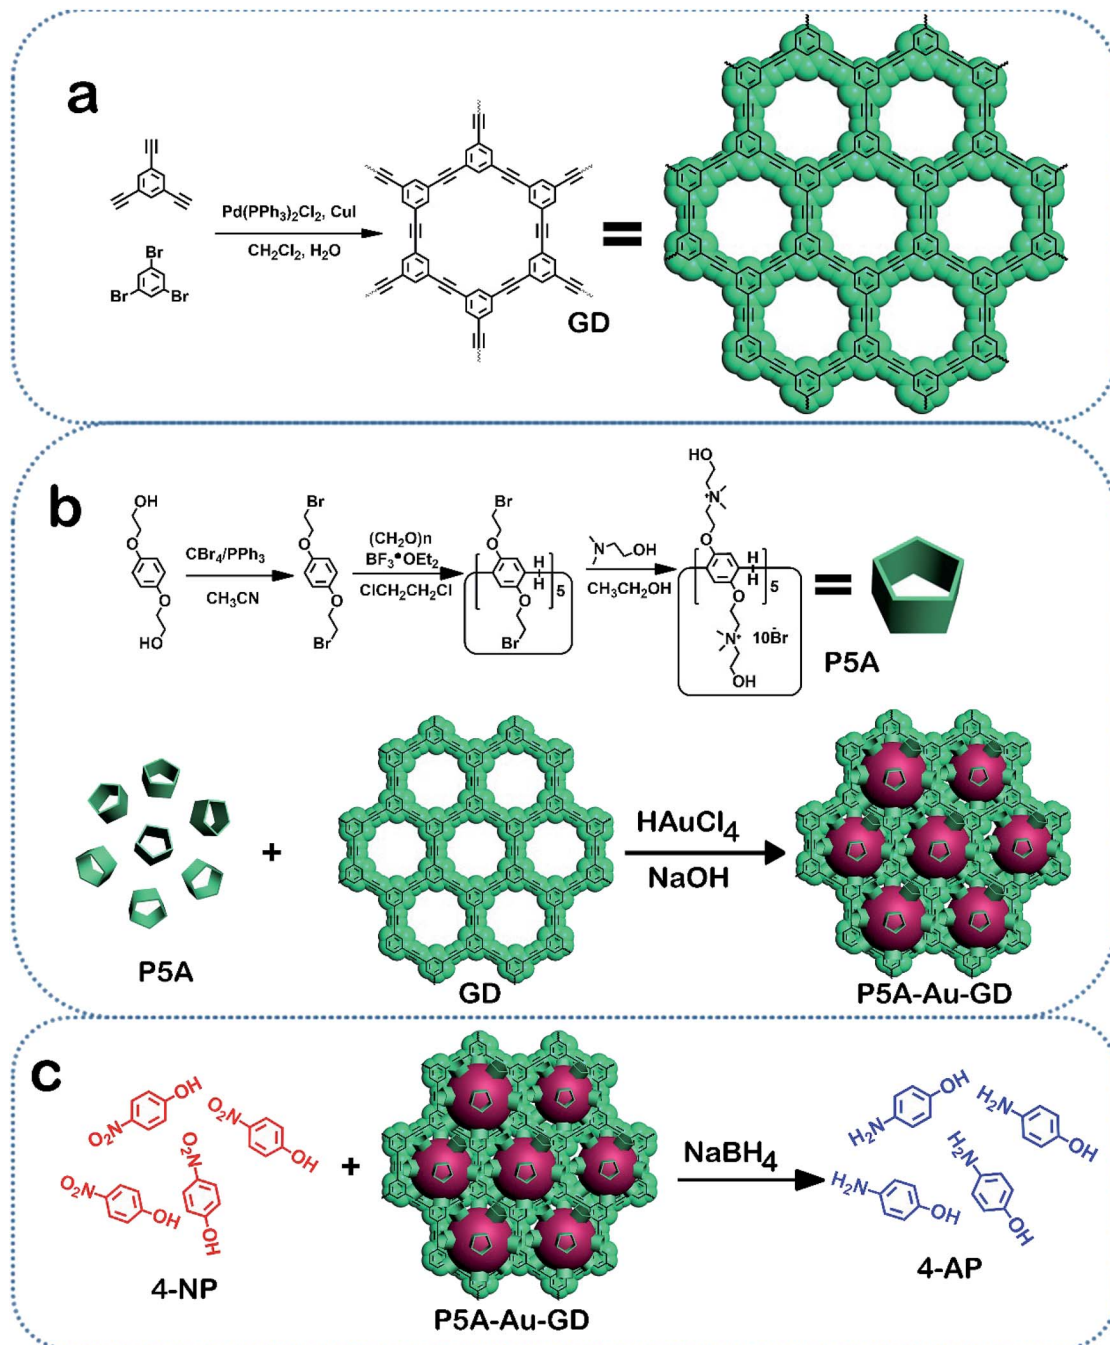 a
Br
Br
Br
Pd(PPh3)2Cl2, CuI
CH2Cl2, H2O
GD
=
b
OH
O
O
HO
CBr4/PPh3
CH3CN
Br
O
O
Br
(CH2O)n
BF3•OEt2
ClCH2CH2Cl
Br
O
H
H
5
O
Br
N
OH
CH3CH2OH
HO
N+
O
H
H
5
O
N+
10Br-
OH
=
P5A
P5A
+
GD
HAuCl4
NaOH
P5A-Au-GD
c
O2N
OH
O2N
OH
O2N
OH
O2N
OH
4-NP
+
P5A-Au-GD
NaBH4
H2N
OH
H2N
OH
H2N
OH
H2N
OH
4-AP